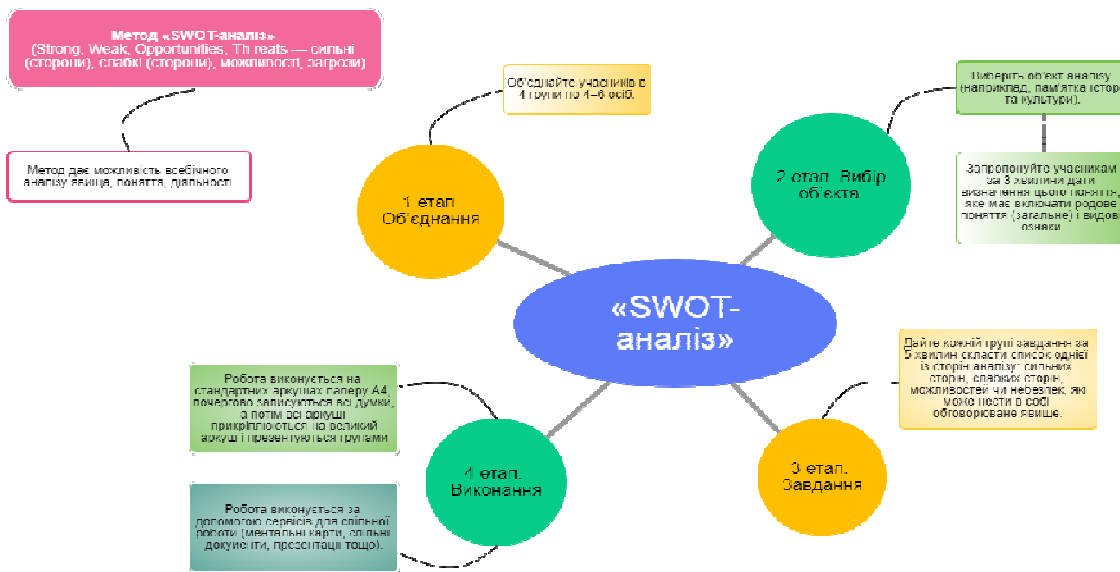 Метод «SWOT-аналіз»
(Strong, Weak, Opportunities, Th reats — сильні
(сторони), слабкі (сторони), можливості, загрози)
Метод дає можливість всебічного
аналізу явища, поняття, діяльності
Об'єднайте учасників в
4 групи по 4–6 осіб.
1 етап
Об'єднання
2 етап. Вибір
об'єкта
Виберіть об'єкт аналізу
(наприклад, пам'ятка історі
та культури).
Запропонуйте учасникам
за 3 хвилини дати
визначення цього поняття,
яке має включати родове
поняття (загальне) і видові
ознаки
«SWOT-
аналіз»
Дайте кожній групі завдання за
5 хвилин скласти список однієї
із сторін аналізу: сильних
сторін, слабких сторін,
можливостей чи небезпек, які
може нести в собі
обговорюване явище.
3 етап.
Завдання
4 етап.
Виконання
Робота виконується на
стандартних аркушах паперу А4,
почергово записуються всі думки,
а потім всі аркуші
прикріплюються на великий
аркуш і презентуються групами
Робота виконується за
допомогою сервісів для спільної
роботи (ментальні карти, спільні
документи, презентації тощо).